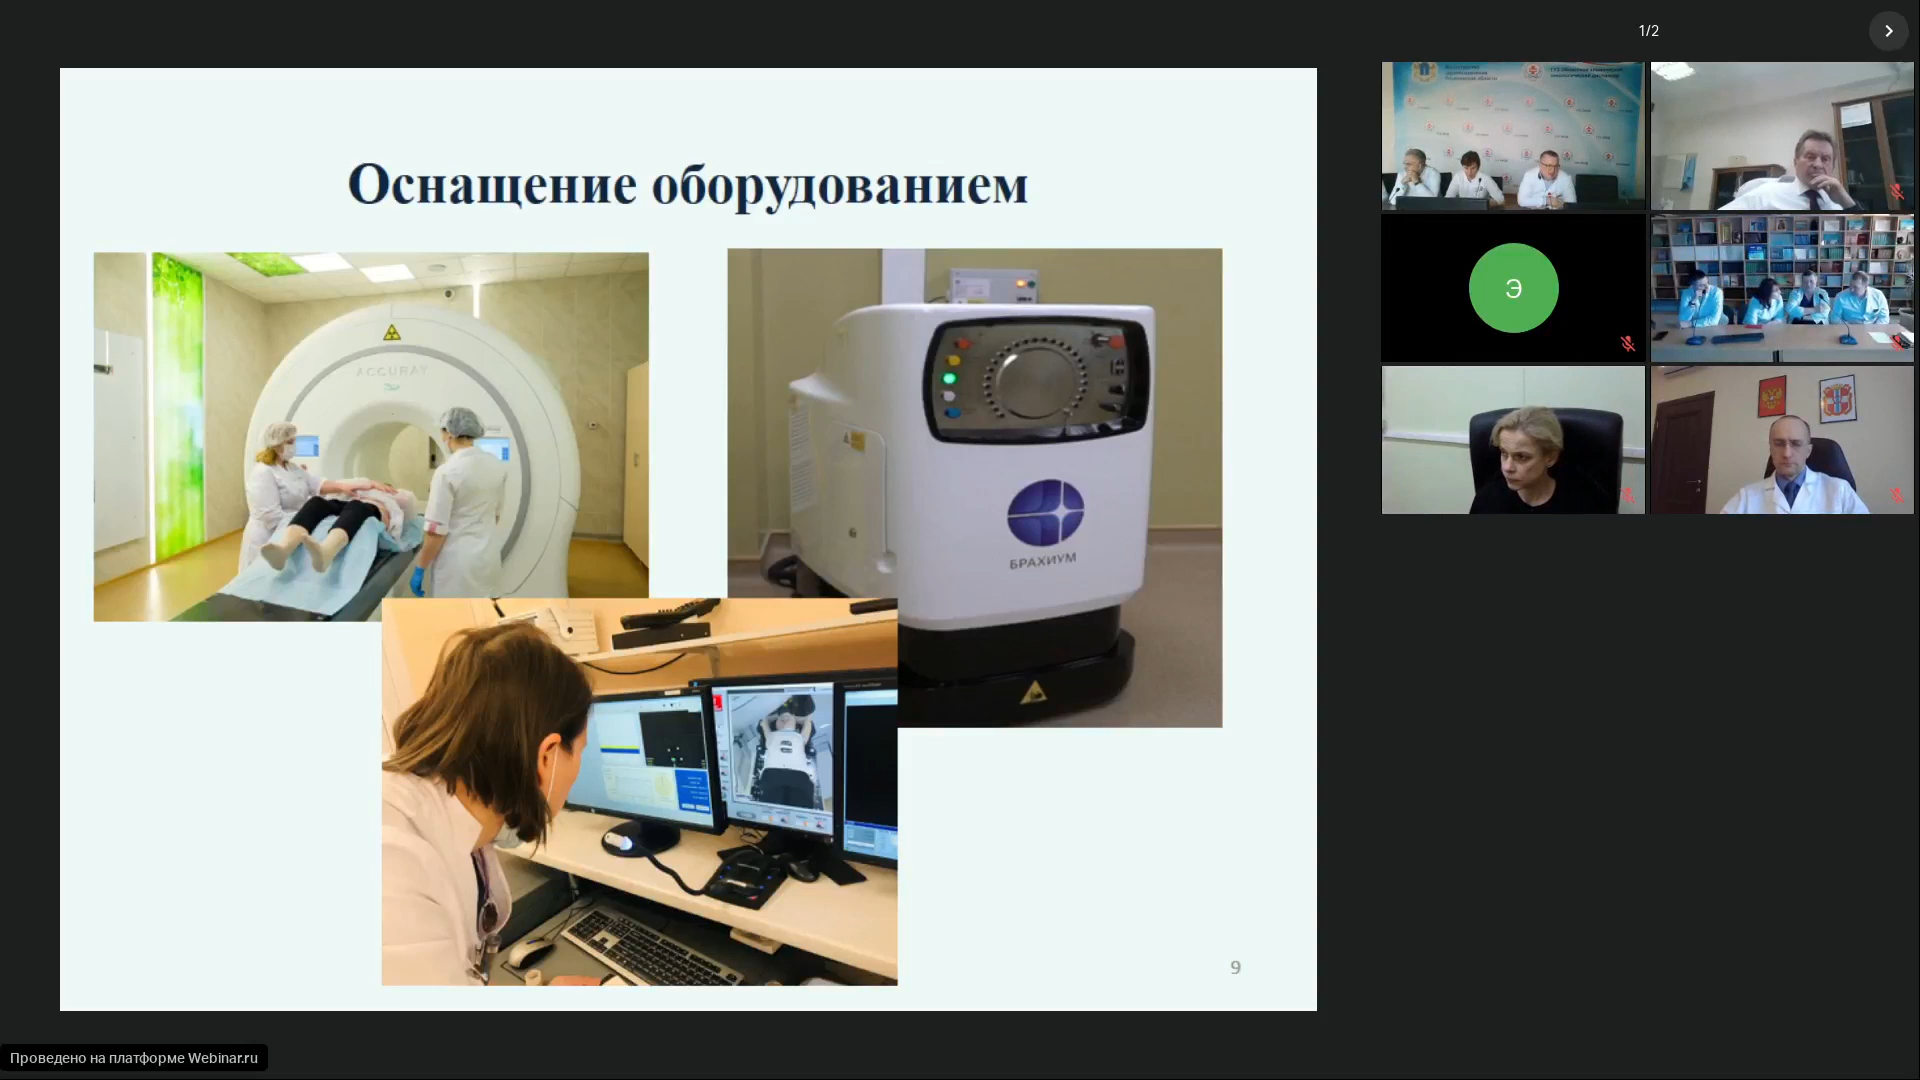 1/2
Оснащение оборудованием
ACCURAY
БРАХИУМ
Э
9
Проведено на платформе Webinar.ru